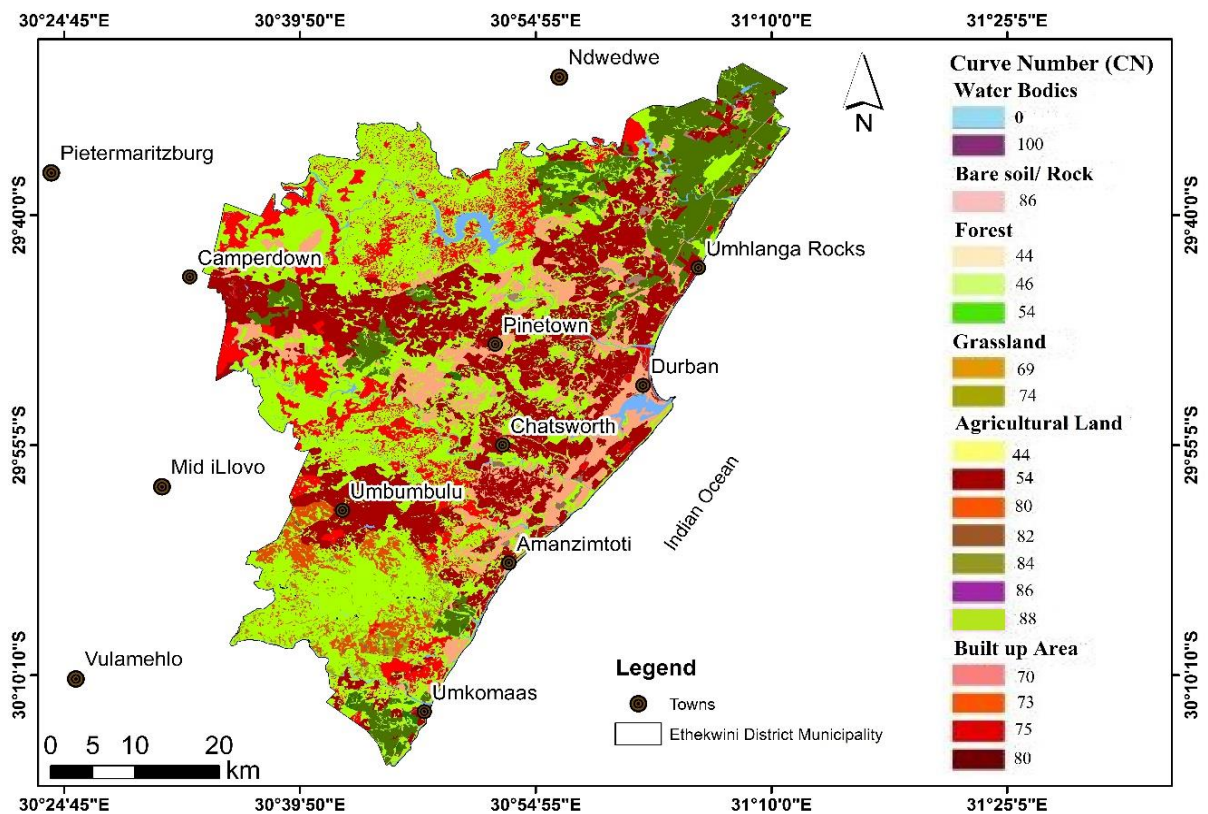 30°24'45"E 30°39'50"E 30°54'55"E 31°10'0"E 31°25'5"E
29°40'0"S
29°55'5"S
30°10'10"S
29°40'0"S
29°55'5"S
30°10'10"S
Ndwedwe
Pietermaritzburg
N
Camperdown
Umhlanga Rocks
Pinetown
Durban
Chatsworth
Mid iLlovo
Umbumbulu
Indian Ocean
Amanzimtoti
Vulamehlo
Umkomaas
Legend
Towns
Ethekwini District Municipality
0 5 10 20
km
Curve Number (CN)
Water Bodies
0
100
Bare soil/ Rock
86
Forest
44
46
54
Grassland
69
74
Agricultural Land
44
54
80
82
84
86
88
Built up Area
70
73
75
80
30°24'45"E 30°39'50"E 30°54'55"E 31°10'0"E 31°25'5"E